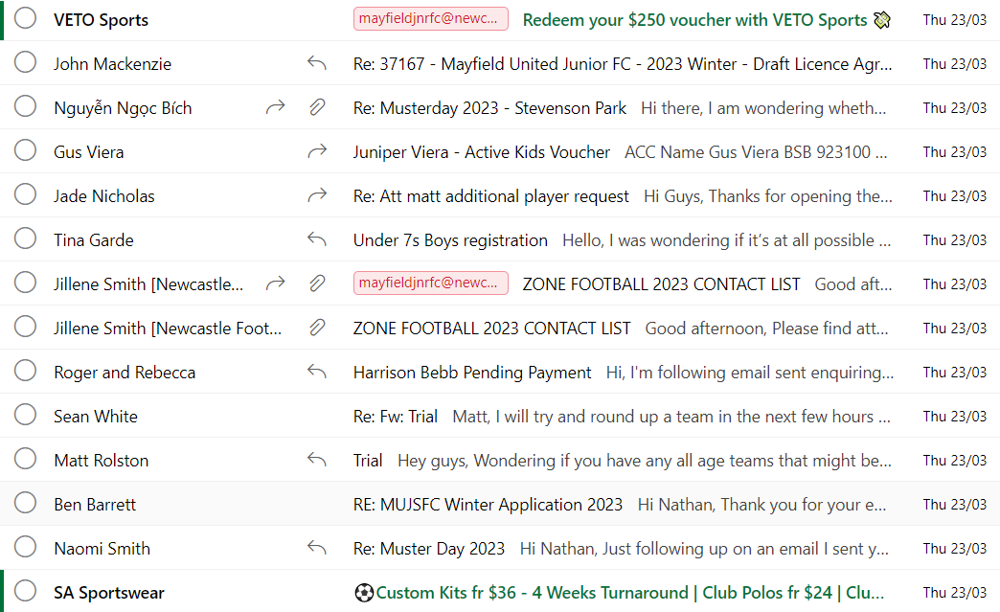 VETO Sports mayfieldjnrfc@newc... Redeem your $250 voucher with VETO Sports 💸 Thu 23/03
John Mackenzie Re: 37167 - Mayfield United Junior FC - 2023 Winter - Draft Licence Agr... Thu 23/03
Nguyễn Ngọc Bích Re: Musterday 2023 - Stevenson Park Hi there, I am wondering wheth... Thu 23/03
Gus Viera Juniper Viera - Active Kids Voucher ACC Name Gus Viera BSB 923100 ... Thu 23/03
Jade Nicholas Re: Att matt additional player request Hi Guys, Thanks for opening the... Thu 23/03
Tina Garde Under 7s Boys registration Hello, I was wondering if it’s at all possible ... Thu 23/03
Jillene Smith [Newcastle... mayfieldjnrfc@newc... ZONE FOOTBALL 2023 CONTACT LIST Good aft... Thu 23/03
Jillene Smith [Newcastle Foot... ZONE FOOTBALL 2023 CONTACT LIST Good afternoon, Please find att... Thu 23/03
Roger and Rebecca Harrison Bebb Pending Payment Hi, I'm following email sent enquiring... Thu 23/03
Sean White Re: Fw: Trial Matt, I will try and round up a team in the next few hours ... Thu 23/03
Matt Rolston Trial Hey guys, Wondering if you have any all age teams that might be... Thu 23/03
Ben Barrett RE: MUJSFC Winter Application 2023 Hi Nathan, Thank you for your e... Thu 23/03
Naomi Smith Re: Muster Day 2023 Hi Nathan, Just following up on an email I sent y... Thu 23/03
SA Sportswear ⚽Custom Kits fr $36 - 4 Weeks Turnaround | Club Polos fr $24 | Clu... Thu 23/03